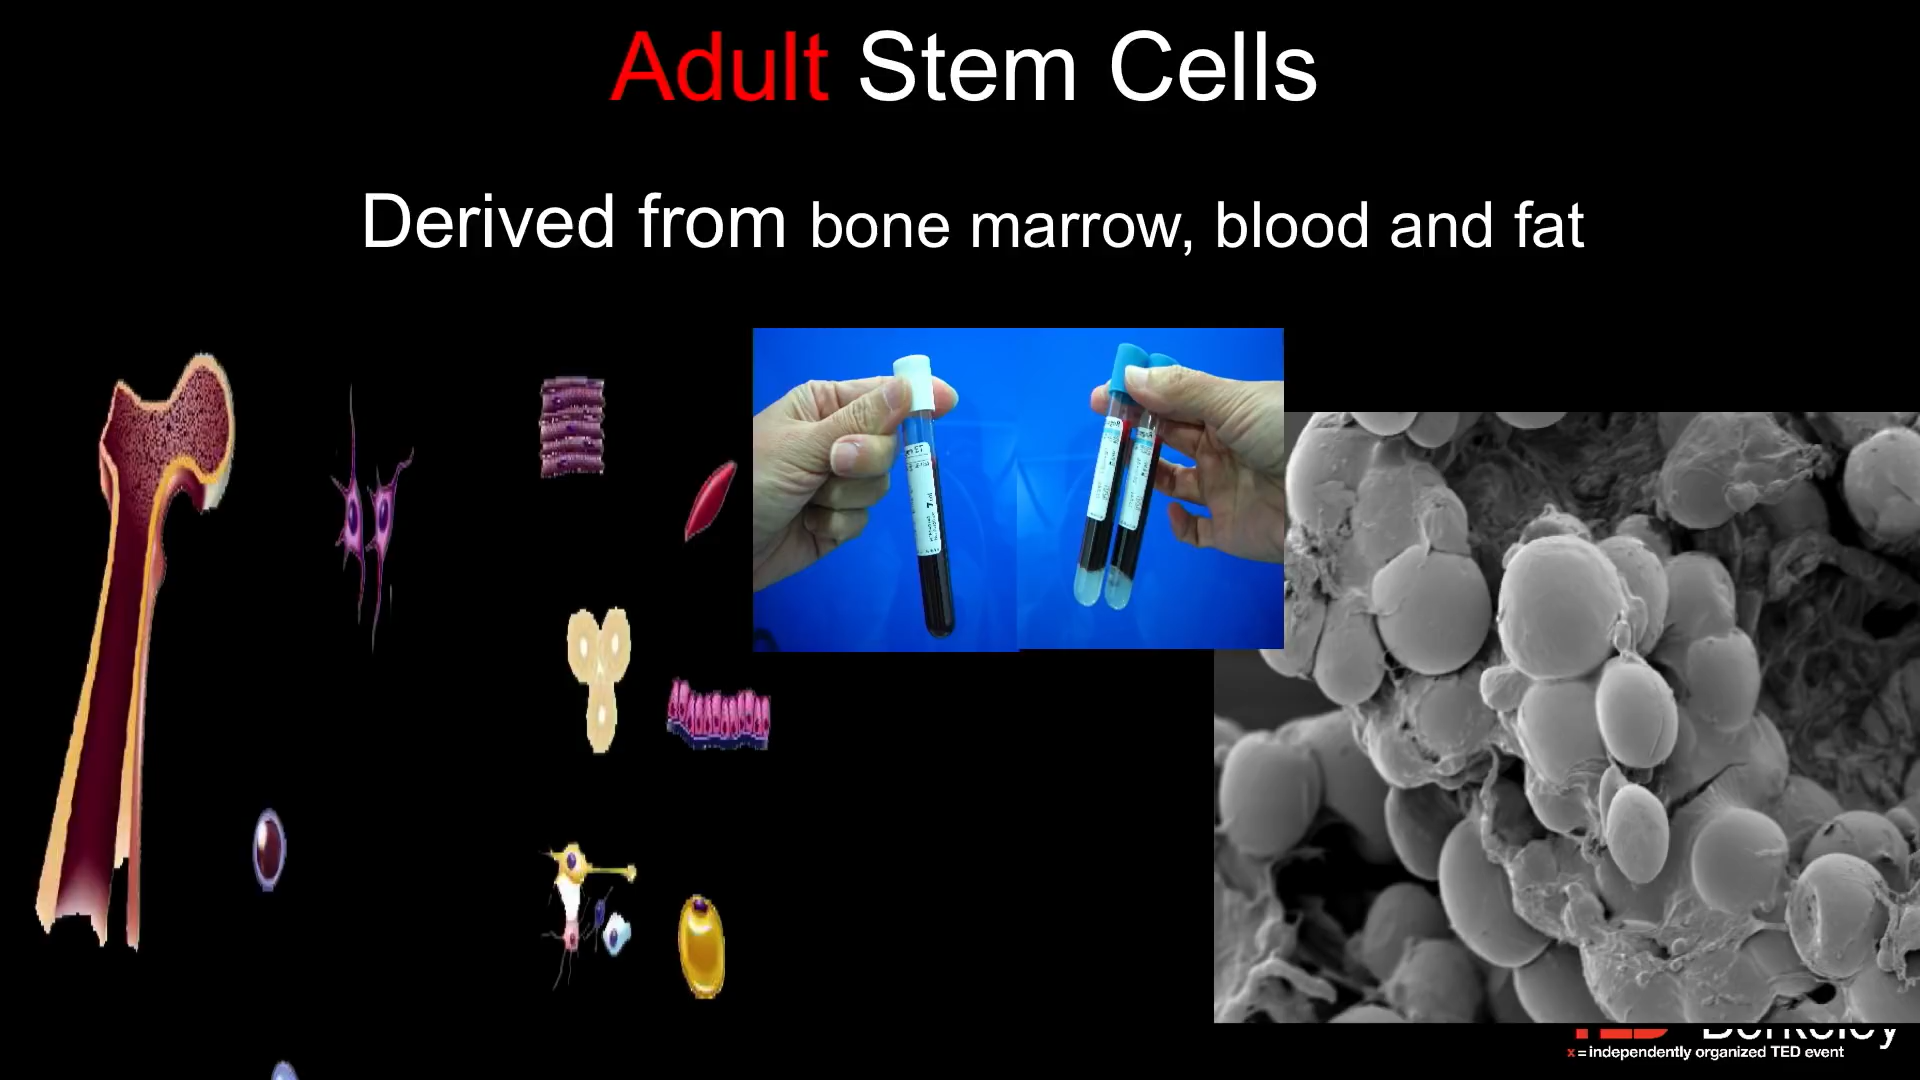 Adult Stem Cells
Derived from bone marrow, blood and fat
TED Berkeley
x = independently organized TED event